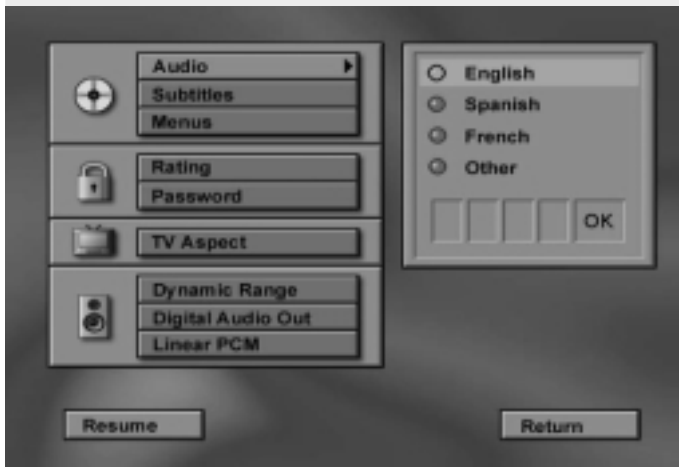 Audio
Subtitles
Menus
Rating
Password
TV Aspect
Dynamic Range
Digital Audio Out
Linear PCM
English
Spanish
French
Other
OK
Resume
Return